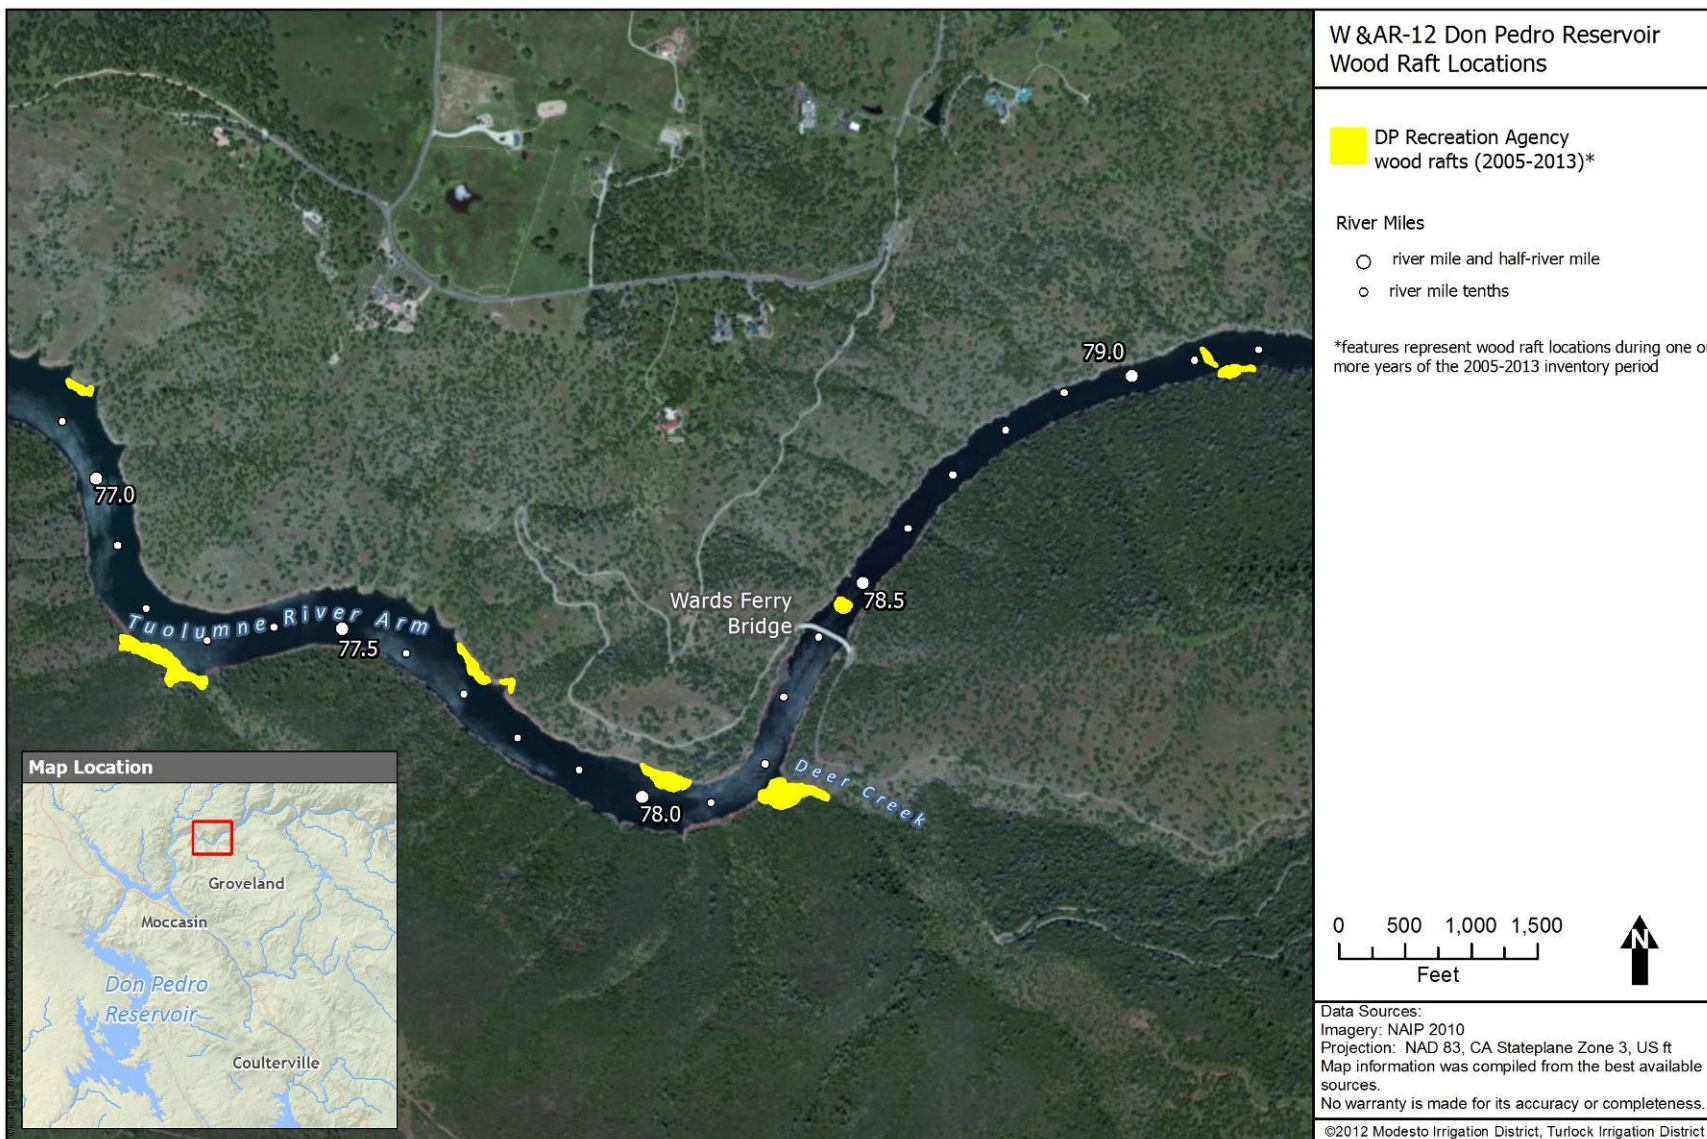 W&AR-12 Don Pedro Reservoir
Wood Raft Locations
DP Recreation Agency
wood rafts (2005-2013)*
River Miles
river mile and half-river mile
river mile tenths
*features represent wood raft locations during one or
more years of the 2005-2013 inventory period
79.0
77.0
78.5
Wards Ferry
Bridge
Tuolumne River Arm
77.5
78.0
Deer Creek
Map Location
Groveland
Moccasin
Don Pedro
Reservoir
Coulterville
0 500 1,000 1,500
Feet
N
Data Sources:
Imagery: NAIP 2010
Projection: NAD 83, CA Stateplane Zone 3, US ft
Map information was compiled from the best available
sources.
No warranty is made for its accuracy or completeness.
©2012 Modesto Irrigation District, Turlock Irrigation District